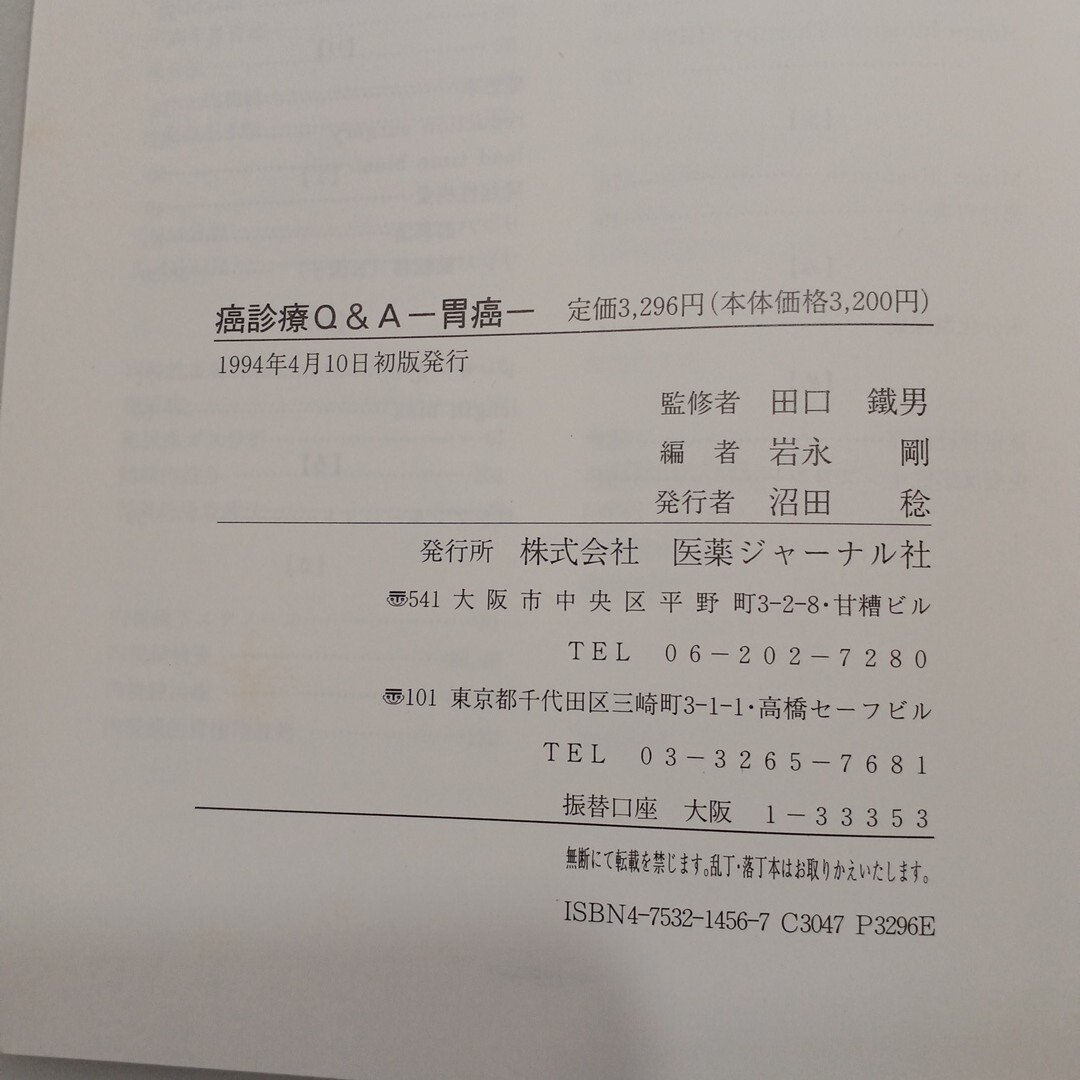 癌診療Q&A－胃癌－ 定価3,296円(本体価格3,200円)
1994年4月10日初版発行
監修者 田口 鐵男
編 者 岩永 剛
発行者 沼田 稔
発行所 株式会社 医薬ジャーナル社
〠541 大阪市中央区平野町3-2-8・甘糟ビル
TEL 06－202－7280
〠101 東京都千代田区三崎町3-1-1・高橋セーフビル
TEL 03－3265－7681
振替口座 大阪 1－33353
無断にて転載を禁じます。乱丁・落丁本はお取りかえいたします。
ISBN4-7532-1456-7 C3047 P3296E